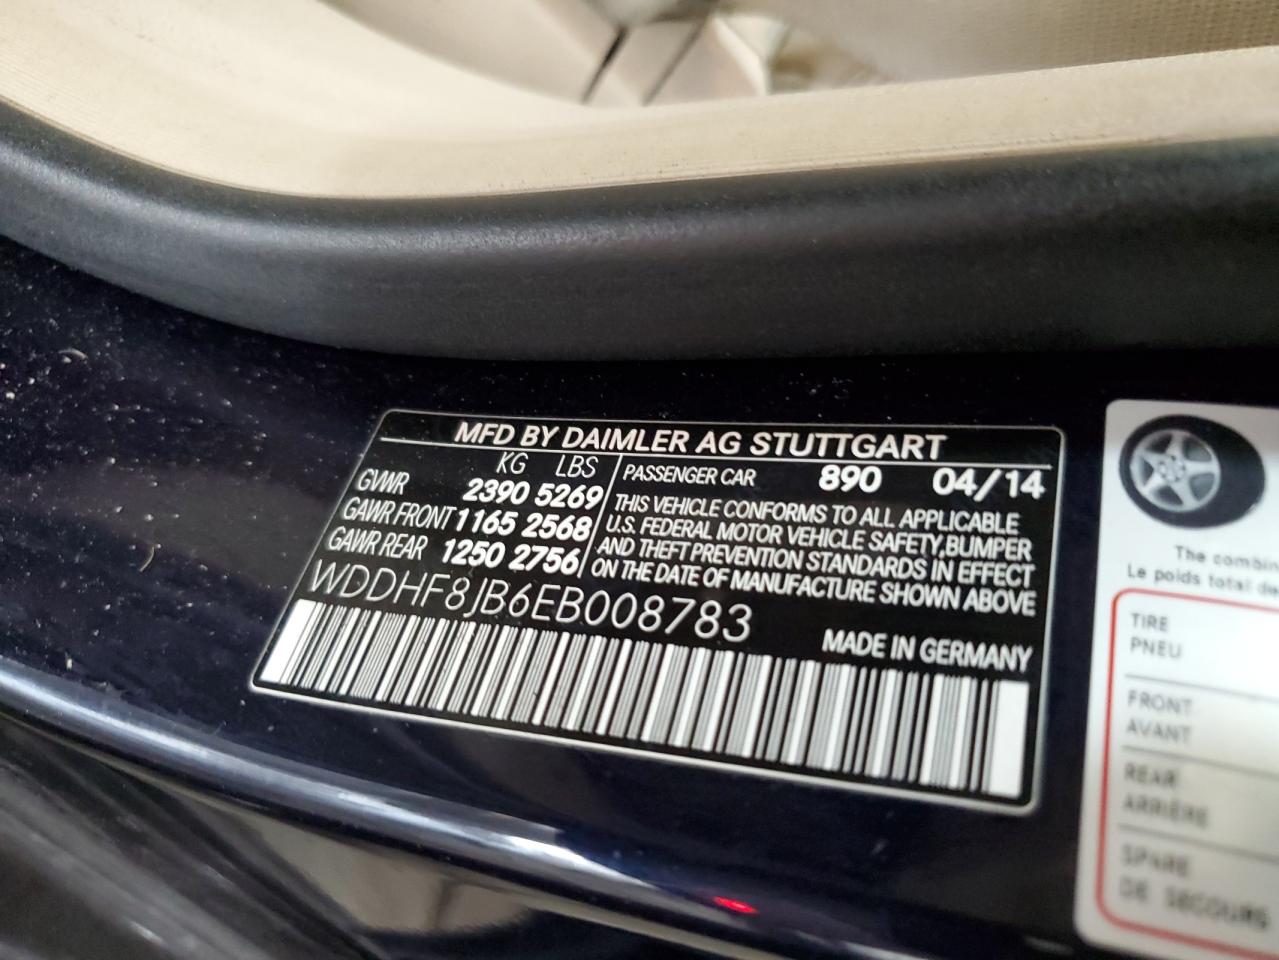 MFD BY DAIMLER AG STUTTGART
KG LBS
GVWR 2390 5269
GAWR FRONT 1165 2568
GAWR REAR 1250 2756
PASSENGER CAR 890 04/14
THIS VEHICLE CONFORMS TO ALL APPLICABLE
U.S. FEDERAL MOTOR VEHICLE SAFETY,BUMPER
AND THEFT PREVENTION STANDARDS IN EFFECT
ON THE DATE OF MANUFACTURE SHOWN ABOVE
WDDHF8JB6EB008783
MADE IN GERMANY
The combin
Le poids total de
TIRE
PNEU
FRONT
AVANT
REAR
ARRIÈRE
SPARE
DE SECOURS